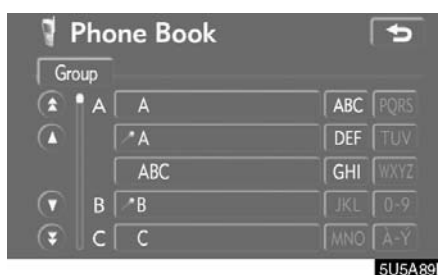 Phone Book
Group
A A ABC PQRS
A DEF TUV
ABC GHI WXYZ
B B JKL 0-9
C C MNO À-Ý
5U5A89